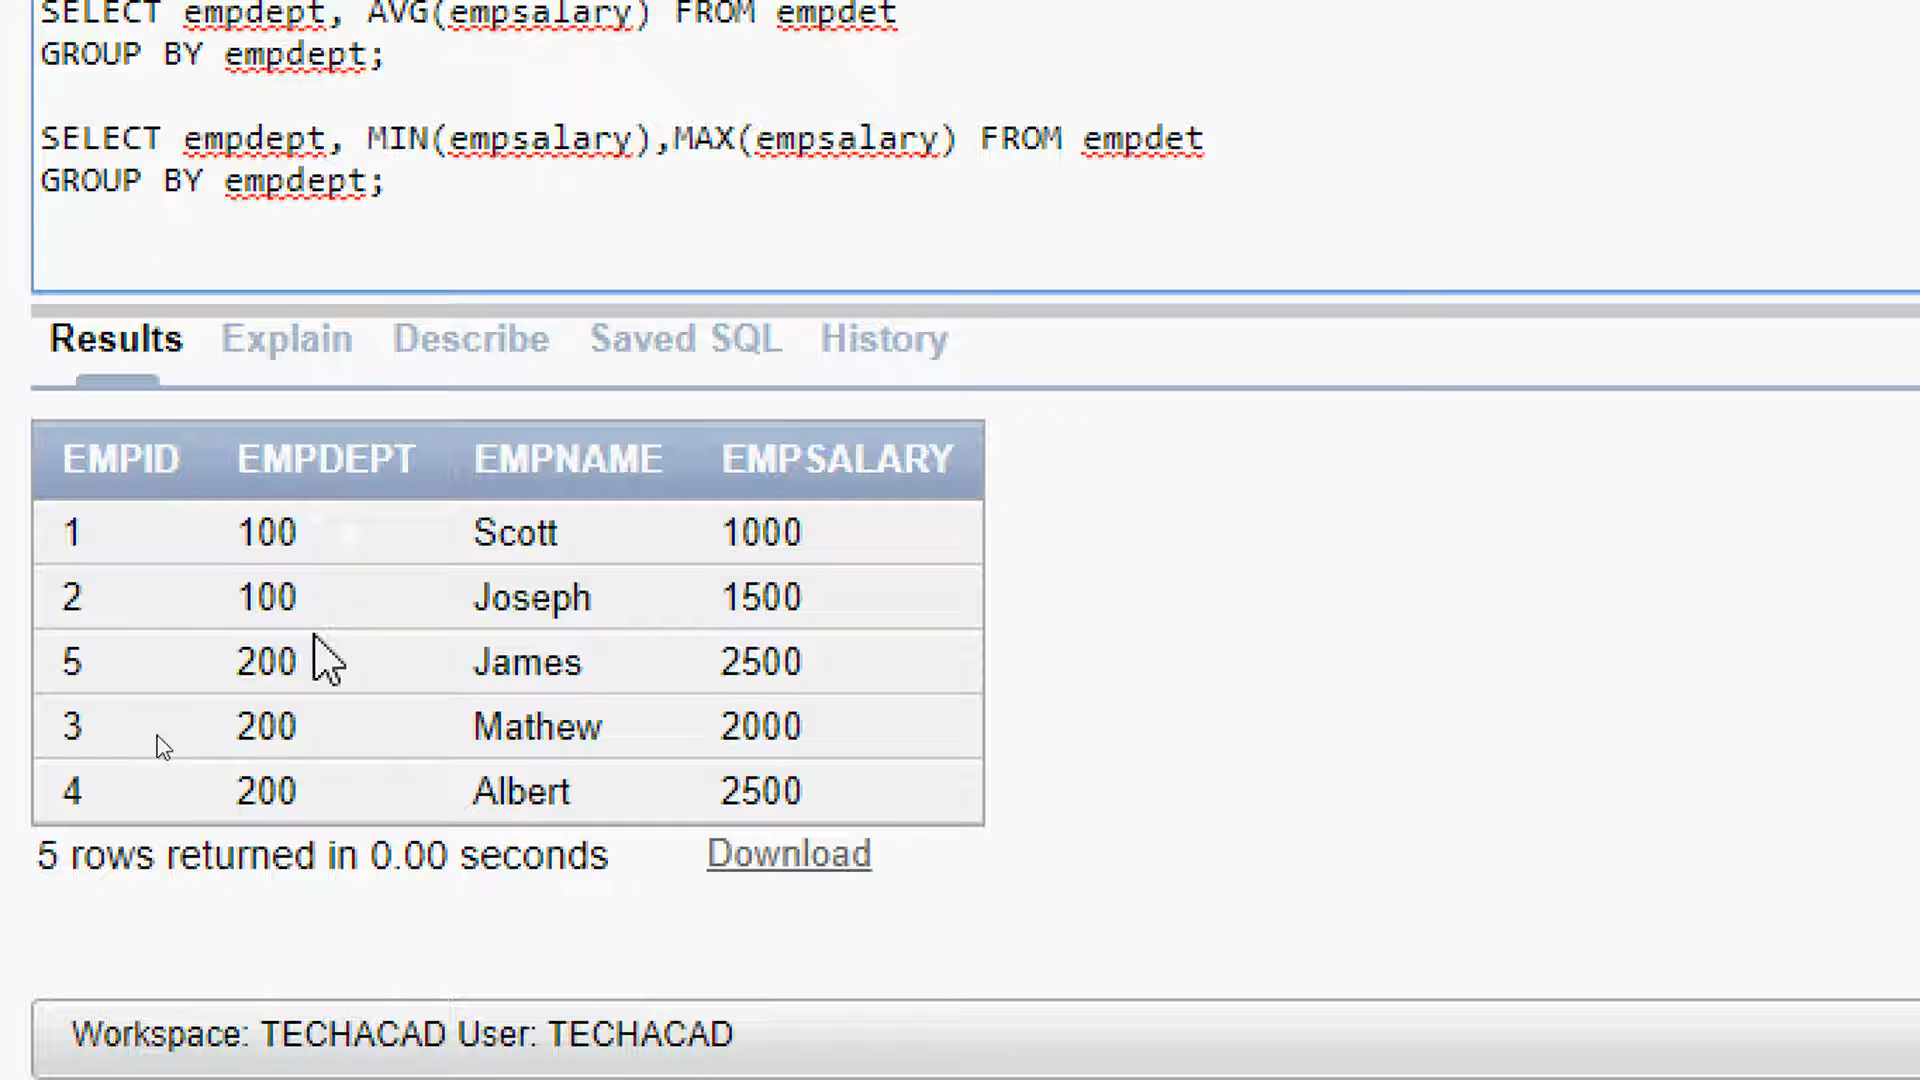 SELECT empdept, AVG(empsalary) FROM empdet
GROUP BY empdept;
SELECT empdept, MIN(empsalary),MAX(empsalary) FROM empdet
GROUP BY empdept;
Results Explain Describe Saved SQL History
EMPID EMPDEPT EMPNAME EMPSALARY
1 100 Scott 1000
2 100 Joseph 1500
5 200 James 2500
3 200 Mathew 2000
4 200 Albert 2500
5 rows returned in 0.00 seconds Download
Workspace: TECHACAD User: TECHACAD